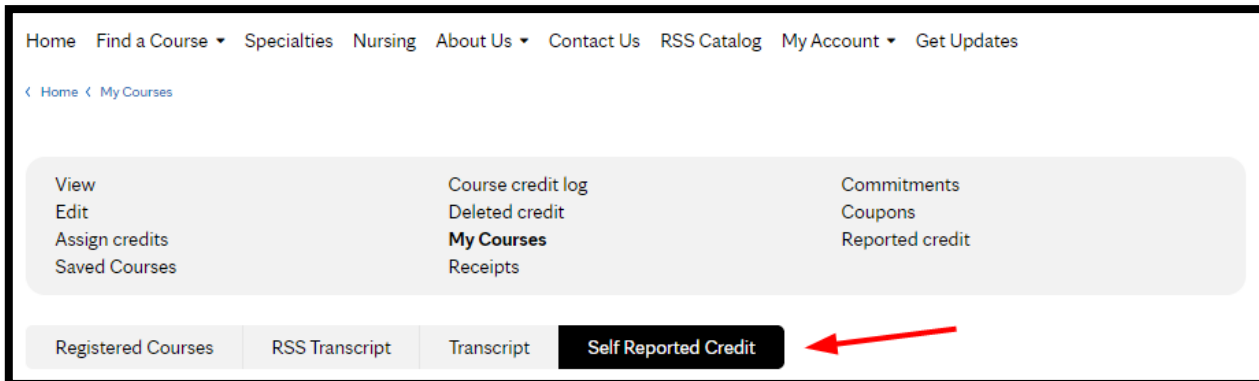 Home Find a Course Specialties Nursing About Us Contact Us RSS Catalog My Account Get Updates
Home My Courses
View
Edit
Assign credits
Saved Courses
Course credit log
Deleted credit
My Courses
Receipts
Commitments
Coupons
Reported credit
Registered Courses RSS Transcript Transcript Self Reported Credit